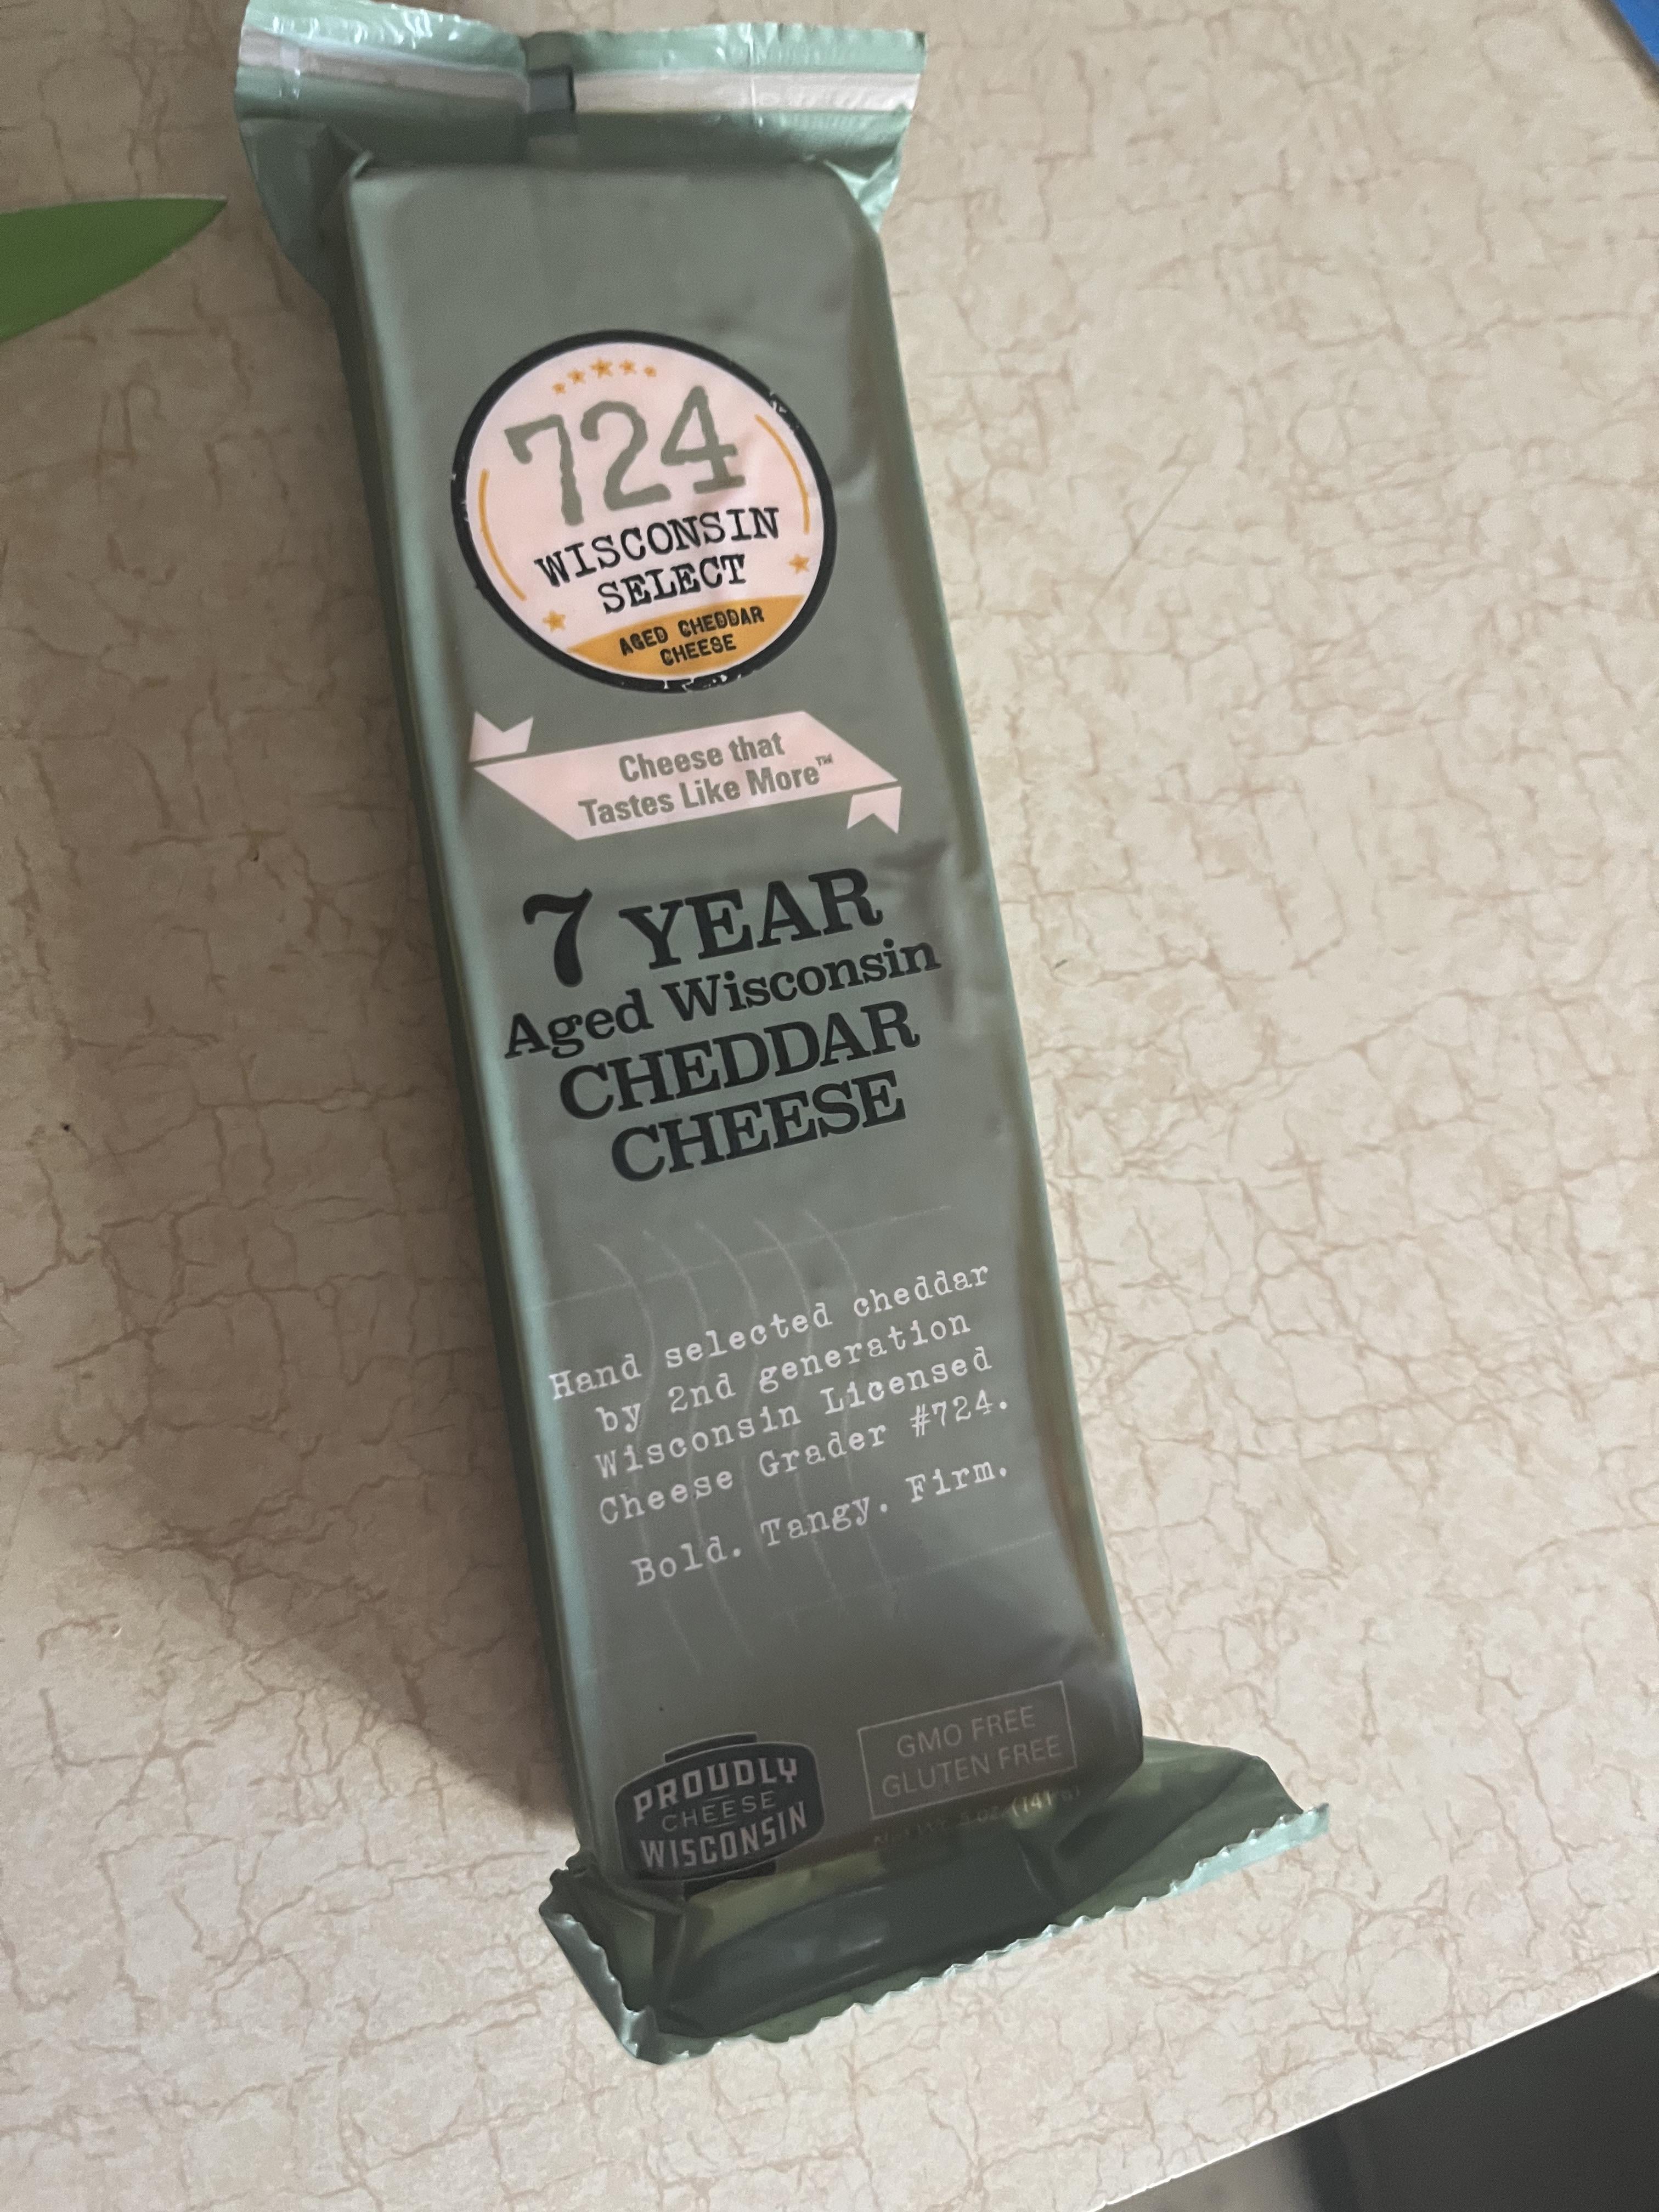 724
WISCONSIN
SELECT
AGED CHEDDAR
CHEESE
Cheese that
Tastes Like More™
7 YEAR
Aged Wisconsin
CHEDDAR
CHEESE
Hand selected cheddar
by 2nd generation
Wisconsin Licensed
Cheese Grader #724.
Bold. Tangy. Firm.
PROUDLY
CHEESE
WISCONSIN
GMO FREE
GLUTEN FREE
oz. (141